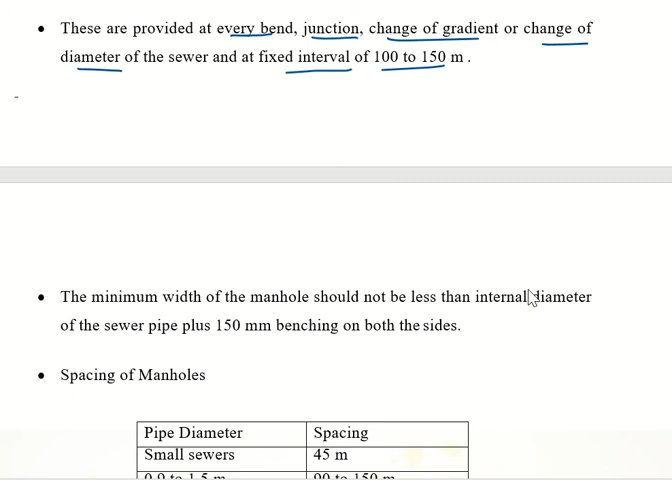 • These are provided at every bend, junction, change of gradient or change of
diameter of the sewer and at fixed interval of 100 to 150 m .
• The minimum width of the manhole should not be less than internal diameter
of the sewer pipe plus 150 mm benching on both the sides.
• Spacing of Manholes
Pipe Diameter Spacing
Small sewers 45 m